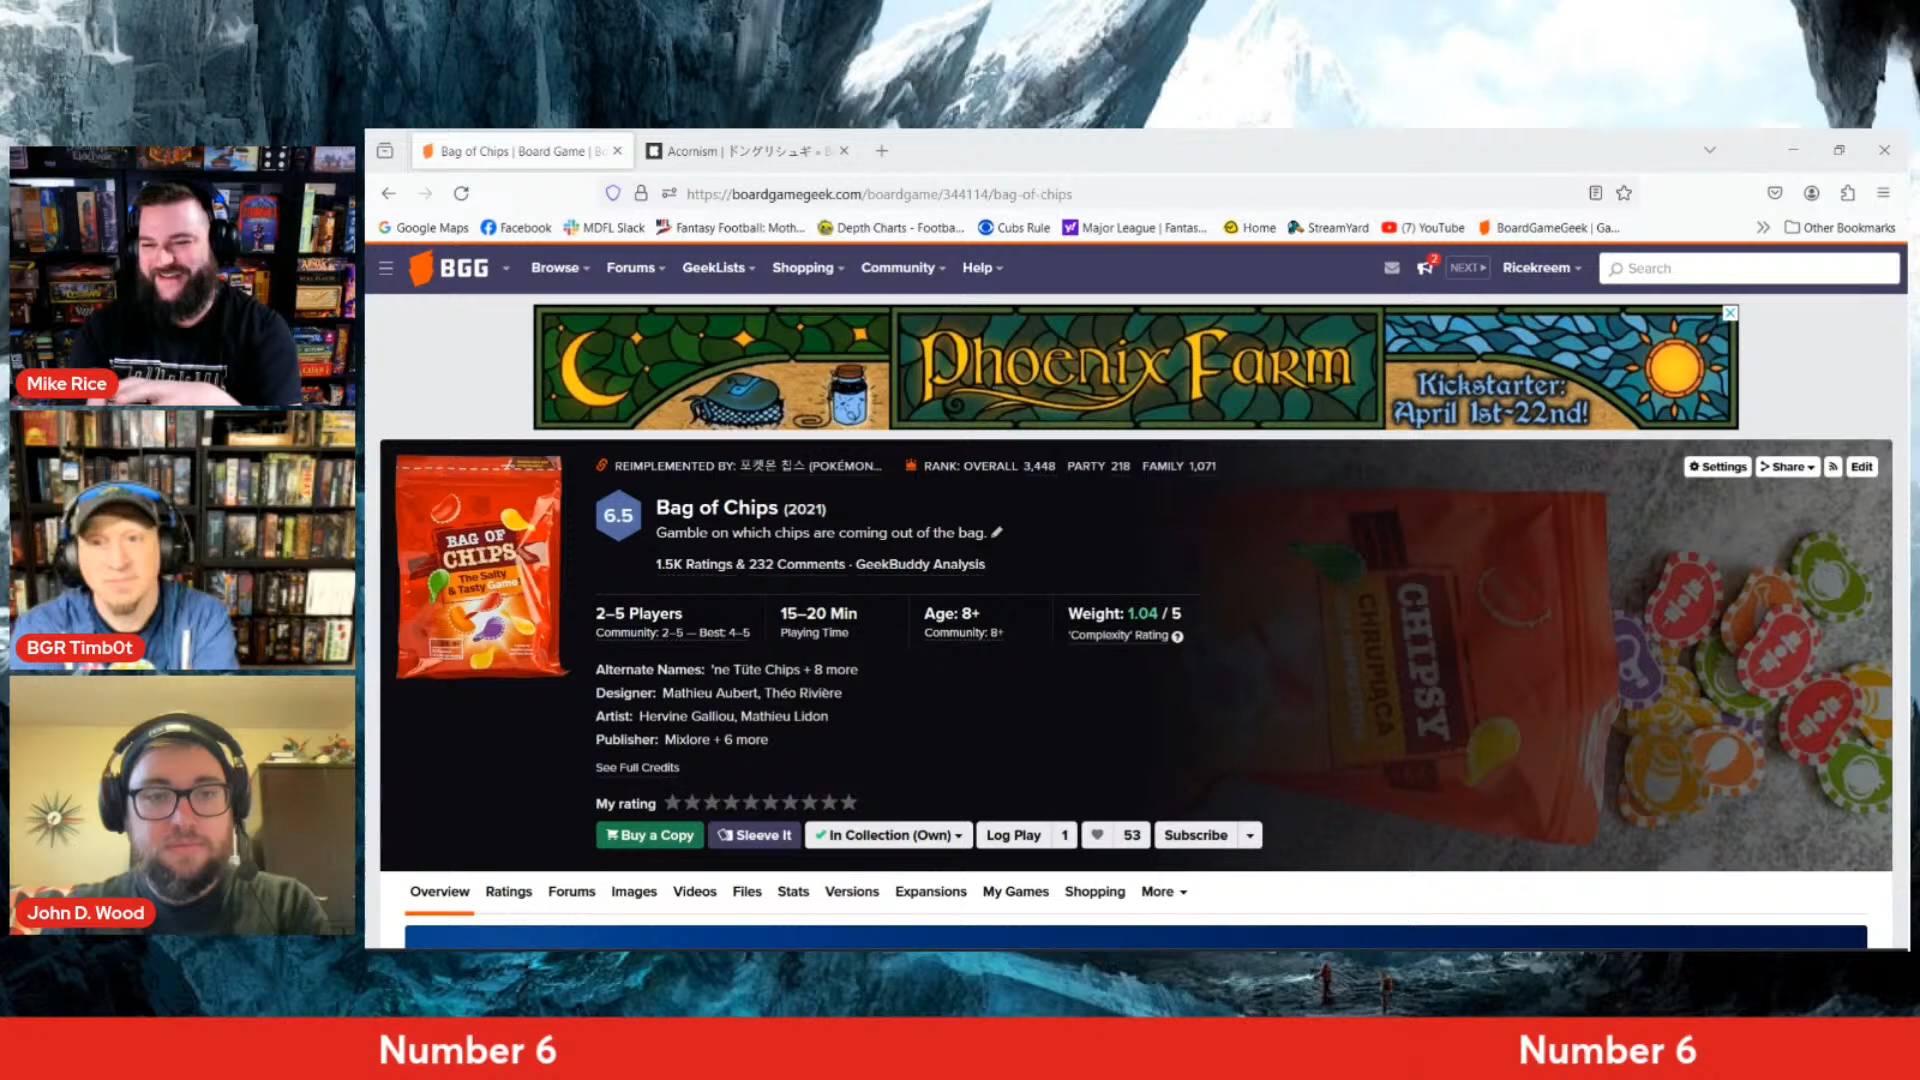 Bag of Chips | Board Game | Bo
Acornism | ドングリシュギ » B
https://boardgamegeek.com/boardgame/344114/bag-of-chips
Google Maps
Facebook
MDFL Slack
Fantasy Football: Moth...
Depth Charts - Footba...
Cubs Rule
Major League | Fantas...
Home
StreamYard
(7) YouTube
BoardGameGeek | Ga...
Other Bookmarks
BGG
Browse
Forums
GeekLists
Shopping
Community
Help
2
NEXT
Ricekreem
Search
Phoenix Farm
Kickstarter:
April 1st-22nd!
REIMPLEMENTED BY: 포켓몬 칩스 (POKÉMON...
RANK: OVERALL 3,448 PARTY 218 FAMILY 1,071
Settings
Share
Edit
BAG OF
CHIPS
The Salty
& Tasty Game
6.5
Bag of Chips (2021)
Gamble on which chips are coming out of the bag.
1.5K Ratings & 232 Comments · GeekBuddy Analysis
2–5 Players
Community: 2–5 — Best: 4–5
15–20 Min
Playing Time
Age: 8+
Community: 8+
Weight: 1.04 / 5
'Complexity' Rating
Alternate Names: 'ne Tüte Chips + 8 more
Designer: Mathieu Aubert, Théo Rivière
Artist: Hervine Galliou, Mathieu Lidon
Publisher: Mixlore + 6 more
See Full Credits
My rating
Buy a Copy
Sleeve It
In Collection (Own)
Log Play
1
53
Subscribe
CHIPSY
CHRUPIĄCA
Overview
Ratings
Forums
Images
Videos
Files
Stats
Versions
Expansions
My Games
Shopping
More
Mike Rice
BGR Timb0t
John D. Wood
Number 6
Number 6